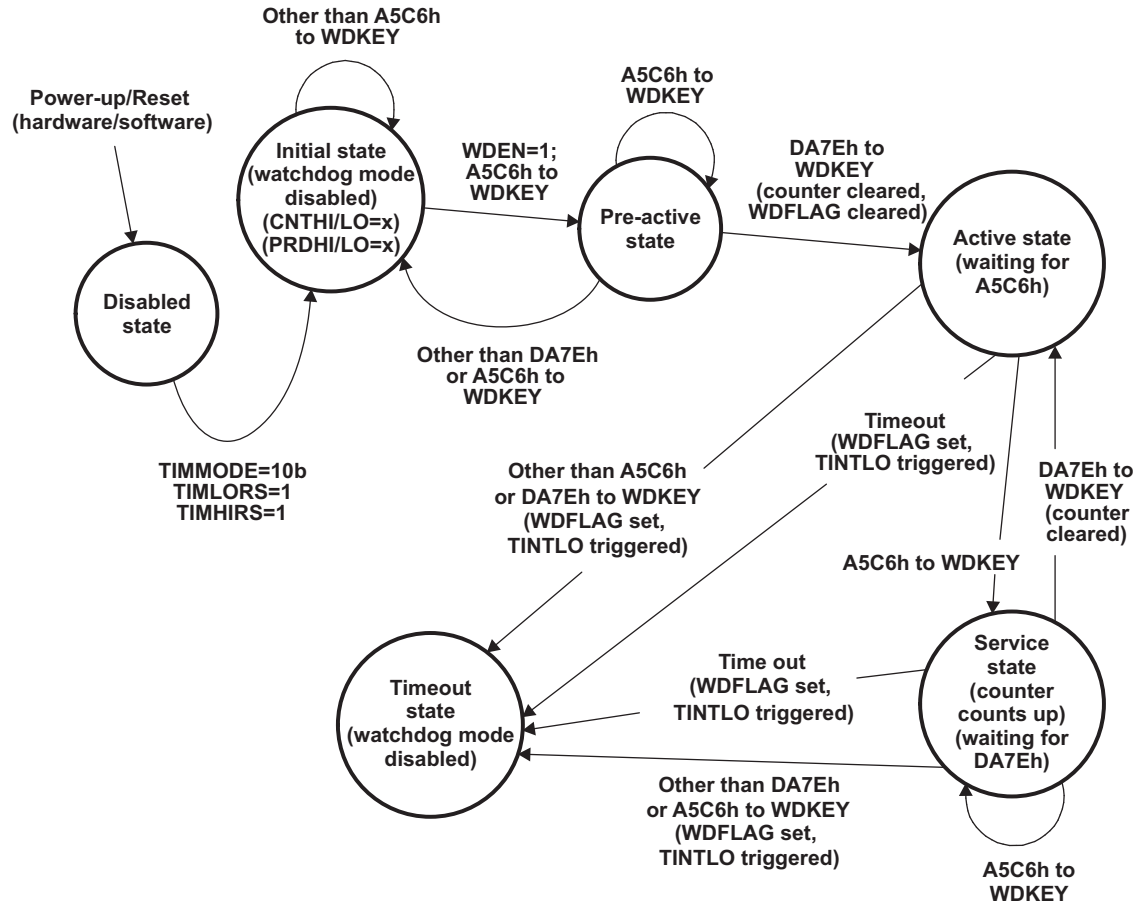 Other than A5C6h
to WDKEY
Power-up/Reset
(hardware/software)
Initial state
(watchdog mode
disabled)
(CNTHI/LO=x)
(PRDHI/LO=x)
WDEN=1;
A5C6h to
WDKEY
A5C6h to
WDKEY
Pre-active
state
DA7Eh to
WDKEY
(counter cleared,
WDFLAG cleared)
Active state
(waiting for
A5C6h)
Disabled
state
Other than DA7Eh
or A5C6h to
WDKEY
TIMMODE=10b
TIMLORS=1
TIMHIRS=1
Other than A5C6h
or DA7Eh to WDKEY
(WDFLAG set,
TINTLO triggered)
Timeout
(WDFLAG set,
TINTLO triggered)
DA7Eh to
WDKEY
(counter
cleared)
A5C6h to WDKEY
Timeout
state
(watchdog mode
disabled)
Time out
(WDFLAG set,
TINTLO triggered)
Service
state
(counter
counts up)
(waiting for
DA7Eh)
Other than DA7Eh
or A5C6h to WDKEY
(WDFLAG set,
TINTLO triggered)
A5C6h to
WDKEY